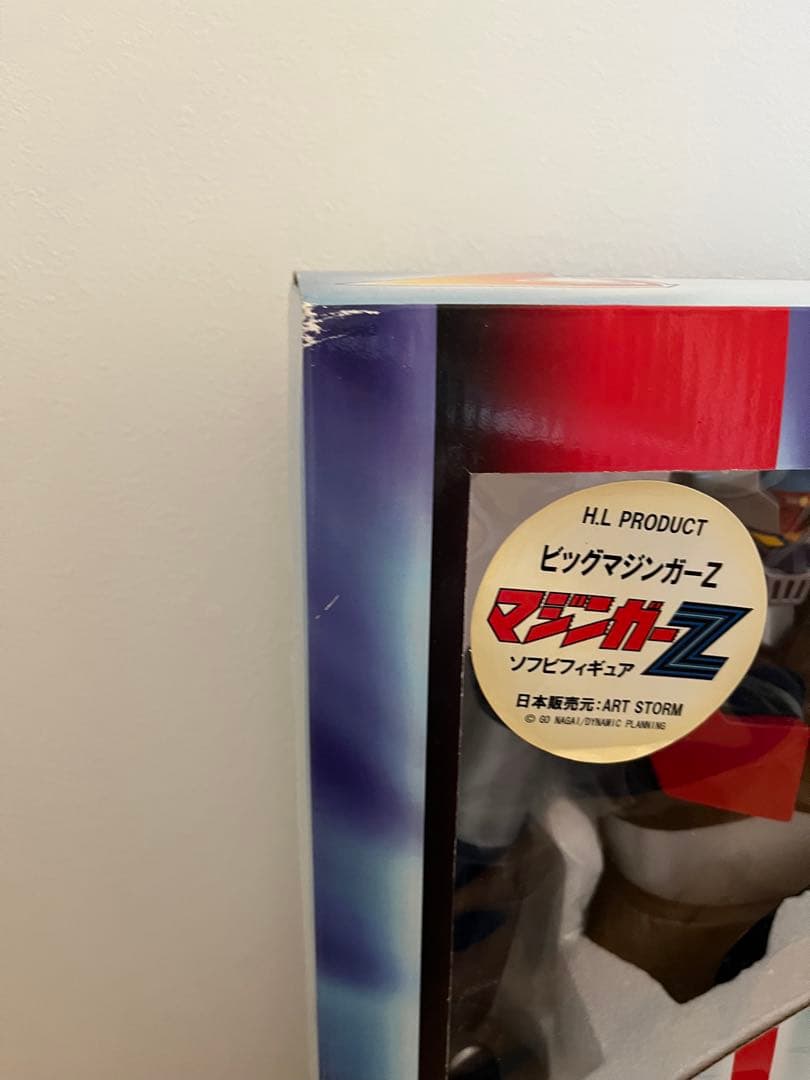 H.L PRODUCT
ビッグマジンガーZ
マジンガーZ
ソフビフィギュア
日本販売元:ART STORM
© GO NAGAI/DYNAMIC PLANNING